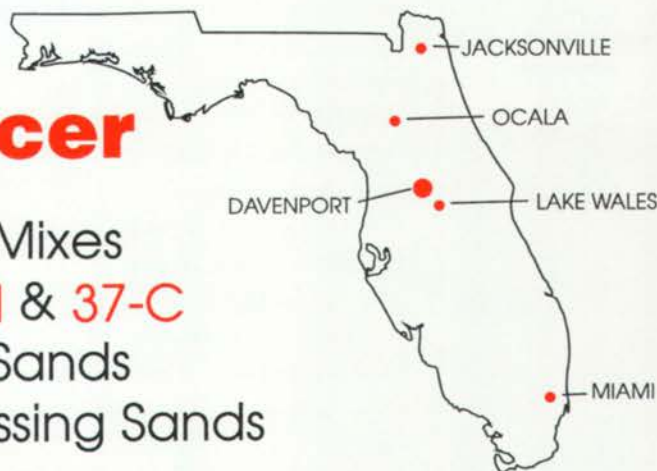 cer
Mixes
& 37-C
Sands
ssing Sands
JACKSONVILLE
OCALA
DAVENPORT
LAKE WALES
MIAMI